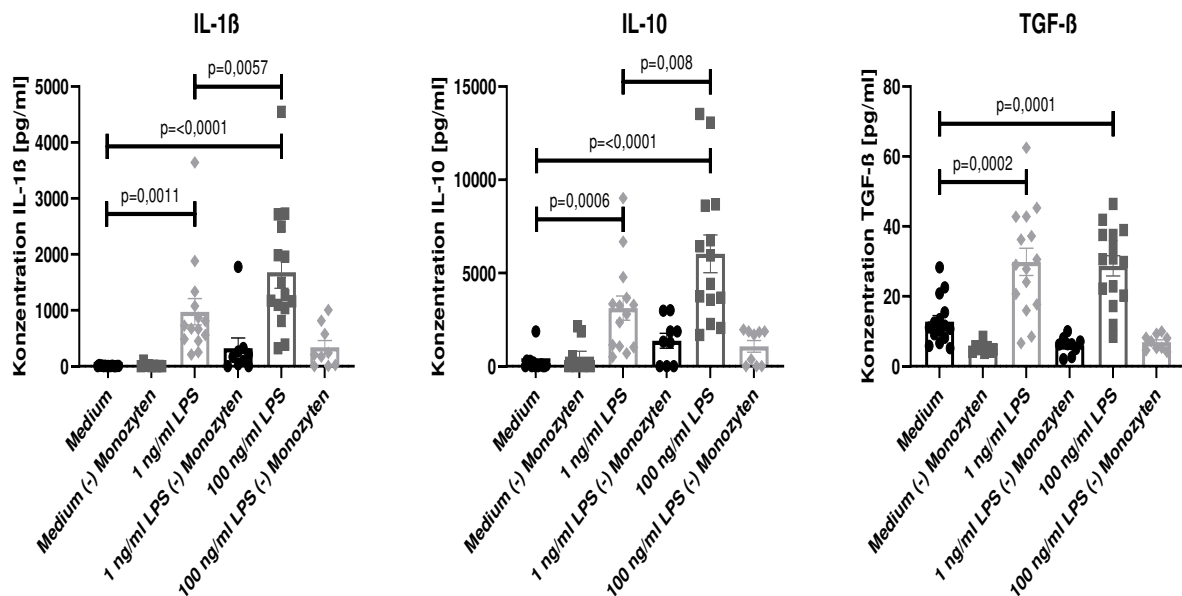 IL-1ß
Konzentration IL-1ß [pg/ml]
5000
4000
3000
2000
1000
0
p=0,0057
p=<0,0001
p=0,0011
Medium
Medium (-) Monozyten
1 ng/ml LPS
1 ng/ml LPS (-) Monozyten
100 ng/ml LPS
100 ng/ml LPS (-) Monozyten
IL-10
Konzentration IL-10 [pg/ml]
15000
10000
5000
0
p=0,008
p=<0,0001
p=0,0006
Medium
Medium (-) Monozyten
1 ng/ml LPS
1 ng/ml LPS (-) Monozyten
100 ng/ml LPS
100 ng/ml LPS (-) Monozyten
TGF-ß
Konzentration TGF-ß [pg/ml]
80
60
40
20
0
p=0,0001
p=0,0002
Medium
Medium (-) Monozyten
1 ng/ml LPS
1 ng/ml LPS (-) Monozyten
100 ng/ml LPS
100 ng/ml LPS (-) Monozyten